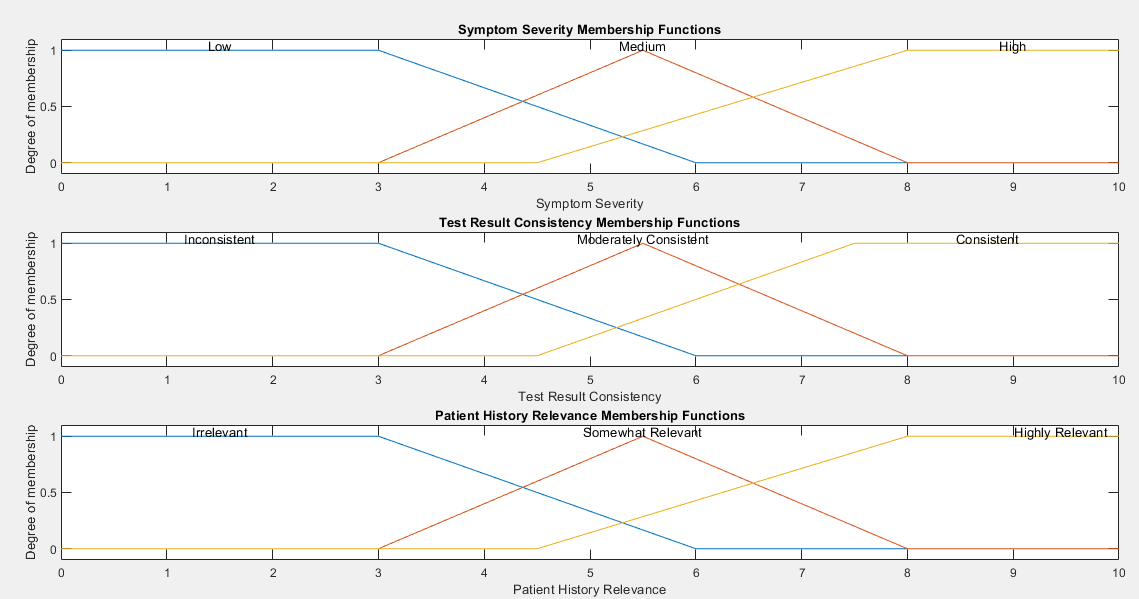 Symptom Severity Membership Functions
Degree of membership
1
0.5
0
Low Medium High
0 1 2 3 4 5 6 7 8 9 10
Symptom Severity
Test Result Consistency Membership Functions
Degree of membership
1
0.5
0
Inconsistent Moderately Consistent Consistent
0 1 2 3 4 5 6 7 8 9 10
Test Result Consistency
Patient History Relevance Membership Functions
Degree of membership
1
0.5
0
Irrelevant Somewhat Relevant Highly Relevant
0 1 2 3 4 5 6 7 8 9 10
Patient History Relevance